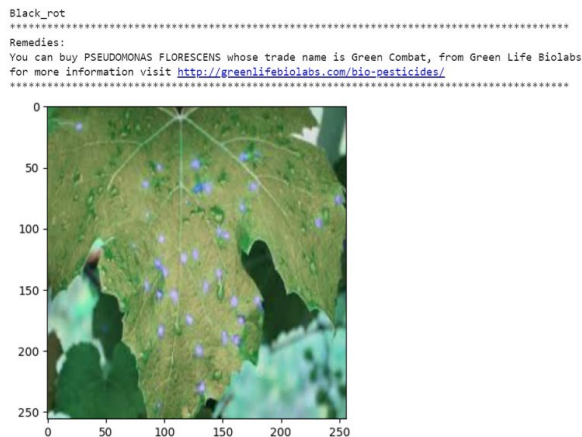 Black_rot
*****************************************************************************************
Remedies:
You can buy PSEUDOMONAS FLORESCENS whose trade name is Green Combat, from Green Life Biolabs
for more information visit http://greenlifebiolabs.com/bio-pesticides/
*****************************************************************************************
0
50
100
150
200
250
0 50 100 150 200 250